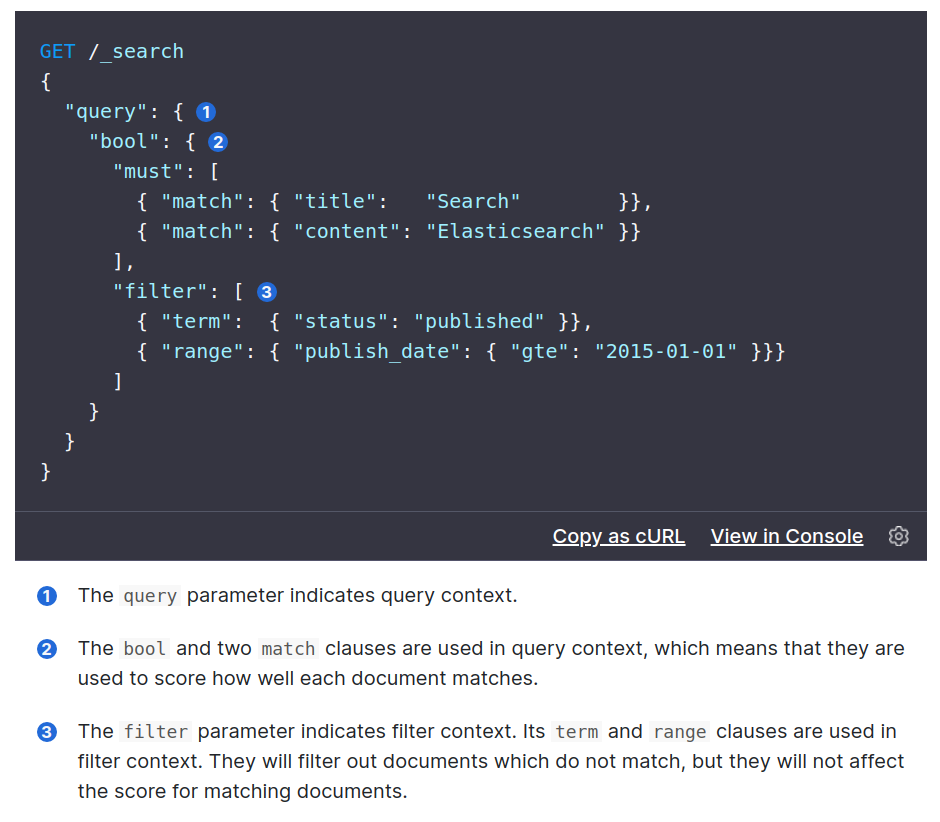 GET /_search
{
  "query": { 1
    "bool": { 2
      "must": [
        { "match": { "title":   "Search"        }},
        { "match": { "content": "Elasticsearch" }}
      ],
      "filter": [ 3
        { "term":  { "status": "published" }},
        { "range": { "publish_date": { "gte": "2015-01-01" }}}
      ]
    }
  }
}
Copy as cURL View in Console
1 The query parameter indicates query context.
2 The bool and two match clauses are used in query context, which means that they are
used to score how well each document matches.
3 The filter parameter indicates filter context. Its term and range clauses are used in
filter context. They will filter out documents which do not match, but they will not affect
the score for matching documents.